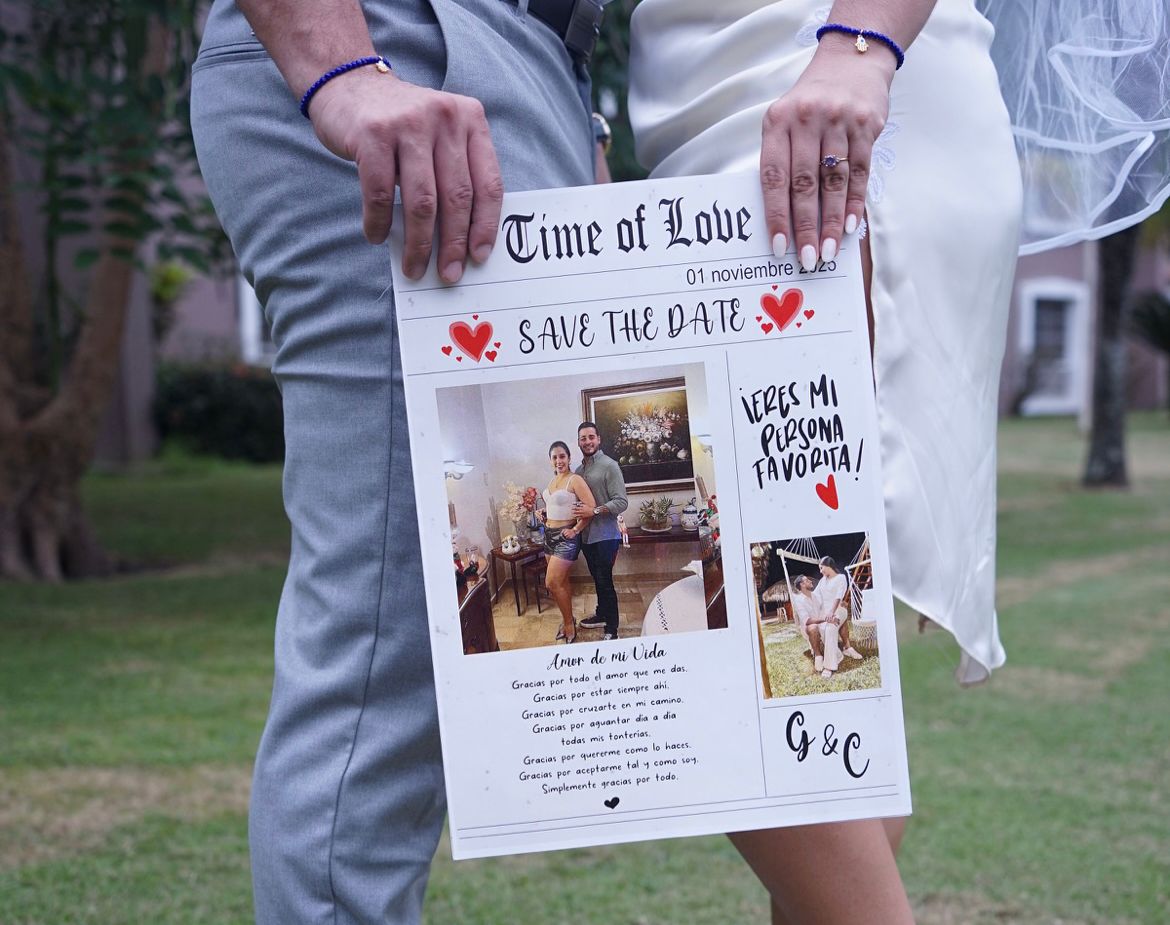 Time of Love
01 noviembre 2025
SAVE THE DATE
¡ERES MI
PERSONA
FAVORITA!
Amor de mi Vida
Gracias por todo el amor que me das.
Gracias por estar siempre ahí.
Gracias por cruzarte en mi camino.
Gracias por aguantar día a día
todas mis tonterías.
Gracias por quererme como lo haces.
Gracias por aceptarme tal y como soy.
Simplemente gracias por todo.
G & C